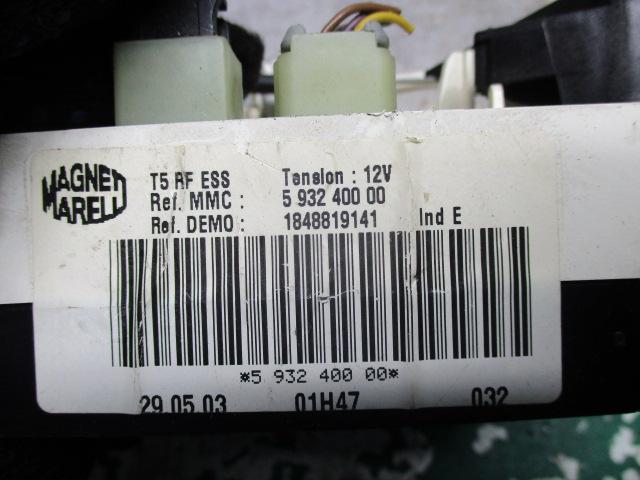 MAGNETI
MARELLI
T5 RF ESS Tension : 12V
Ref. MMC : 5 932 400 00
Ref. DEMO : 1848819141 Ind E
*5 932 400 00*
29.05.03 01H47 032